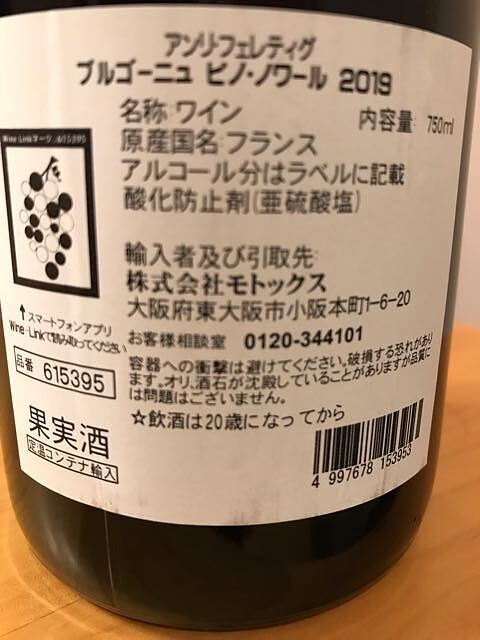 アンリ・フェレティグ
ブルゴーニュ ピノ・ノワール 2019
名称:ワイン
内容量: 750ml
原産国名:フランス
アルコール分はラベルに記載
酸化防止剤(亜硫酸塩)
Wine-Linkマーク:615395
輸入者及び引取先:
株式会社モトックス
大阪府東大阪市小阪本町1-6-20
↑スマートフォンアプリ
Wine-Linkで読み取ってください
お客様相談室 0120-344101
品番 615395
容器への衝撃は避けてください。破損する恐れがあり
ます。オリ、酒石が沈殿していることがありますが品質に
は問題はございません。
果実酒
☆飲酒は20歳になってから
定温コンテナ輸入
4 997678 153953